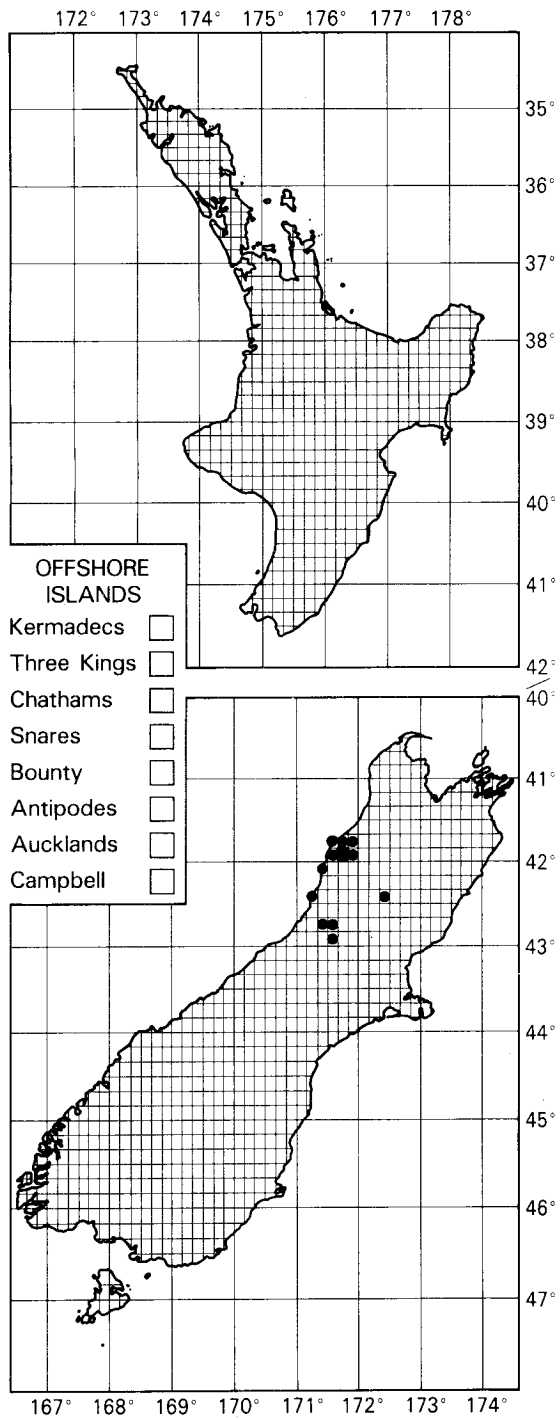 172° 173° 174° 175° 176° 177° 178°
35°
36°
37°
38°
39°
40°
41°
42°
OFFSHORE
ISLANDS
Kermadecs
Three Kings
Chathams
Snares
Bounty
Antipodes
Aucklands
Campbell
40°
41°
42°
43°
44°
45°
46°
47°
167° 168° 169° 170° 171° 172° 173° 174°